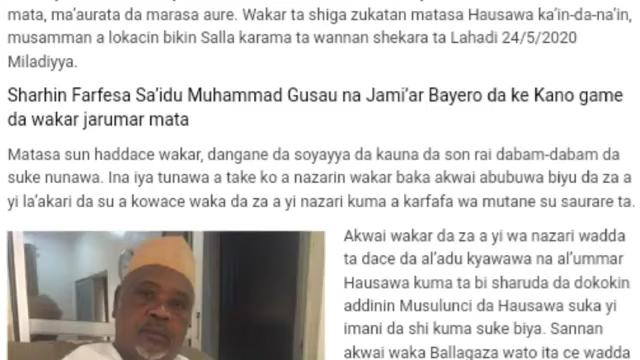 mata, ma'aurata da marasa aure. Wakar ta shiga zukatan matasa Hausawa ka'in-da-na'in,
musamman a lokacin bikin Salla karama ta wannan shekara ta Lahadi 24/5/2020
Miladiyya.
Sharhin Farfesa Sa'idu Muhammad Gusau na Jami'ar Bayero da ke Kano game
da wakar jarumar mata
Matasa sun haddace wakar, dangane da soyayya da kauna da son rai dabam-dabam da
suke nunawa. Ina iya tunawa a take ko a nazarin wakar baka akwai abubuwa biyu da za a
yi la'akari da su a kowace waka da za a yi nazari kuma a karfafa wa mutane su saurare ta.
Akwai wakar da za a yi wa nazari wadda
ta dace da al'adu kyawawa na al'ummar
Hausawa kuma ta bi sharuda da dokokin
addinin Musulunci da Hausawa suka yi
imani da shi kuma suke biya. Sannan
akwai waka Ballagaza wato ita ce wadda